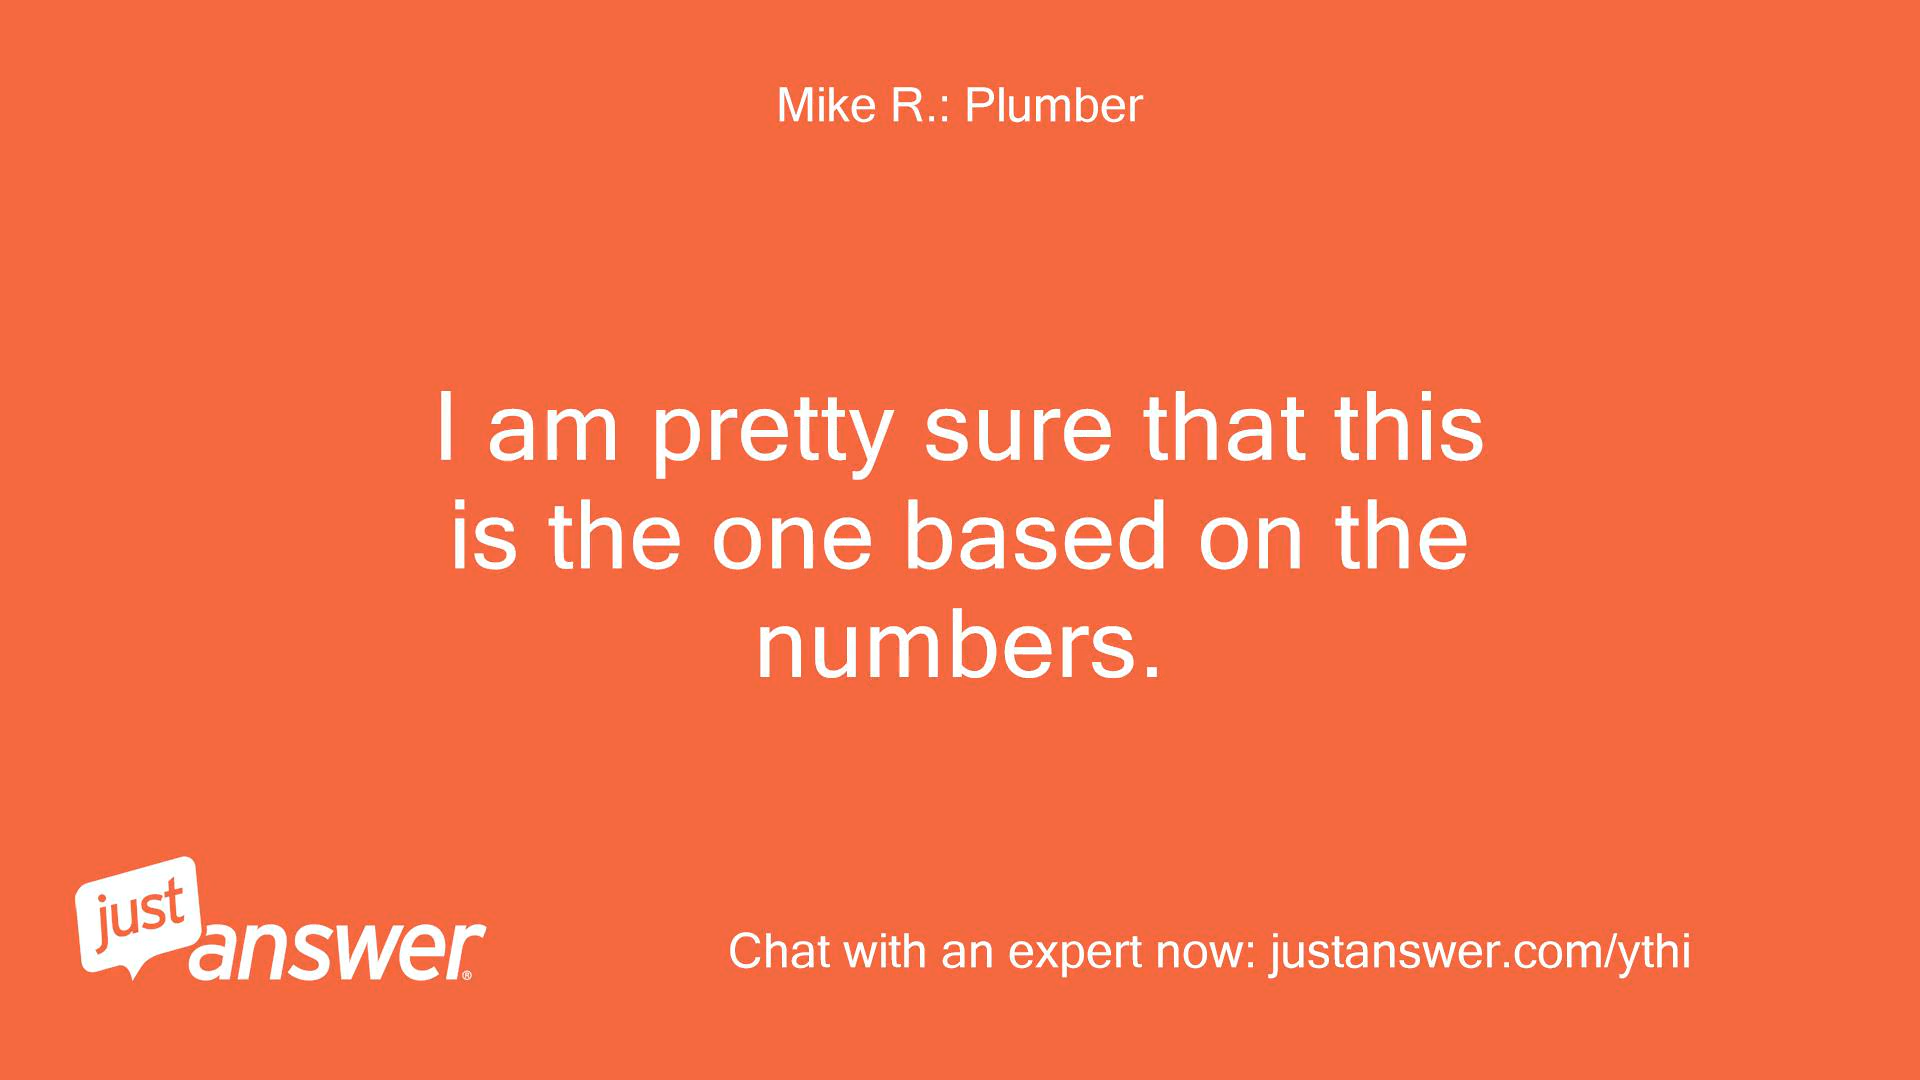 Mike R.: Plumber
I am pretty sure that this
is the one based on the
numbers.
just
answer®
Chat with an expert now: justanswer.com/ythi